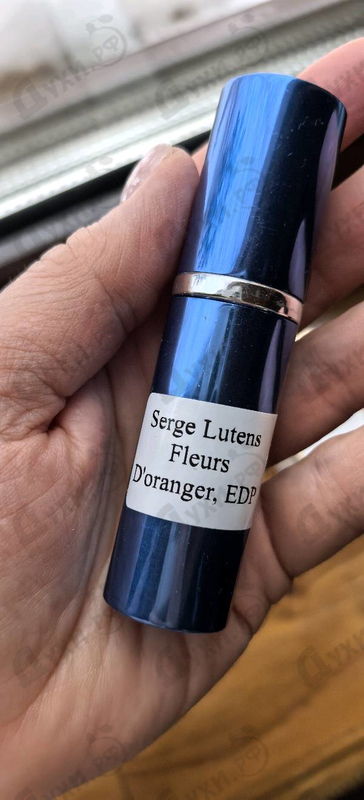 Serge Lutens
Fleurs
D'oranger, EDP